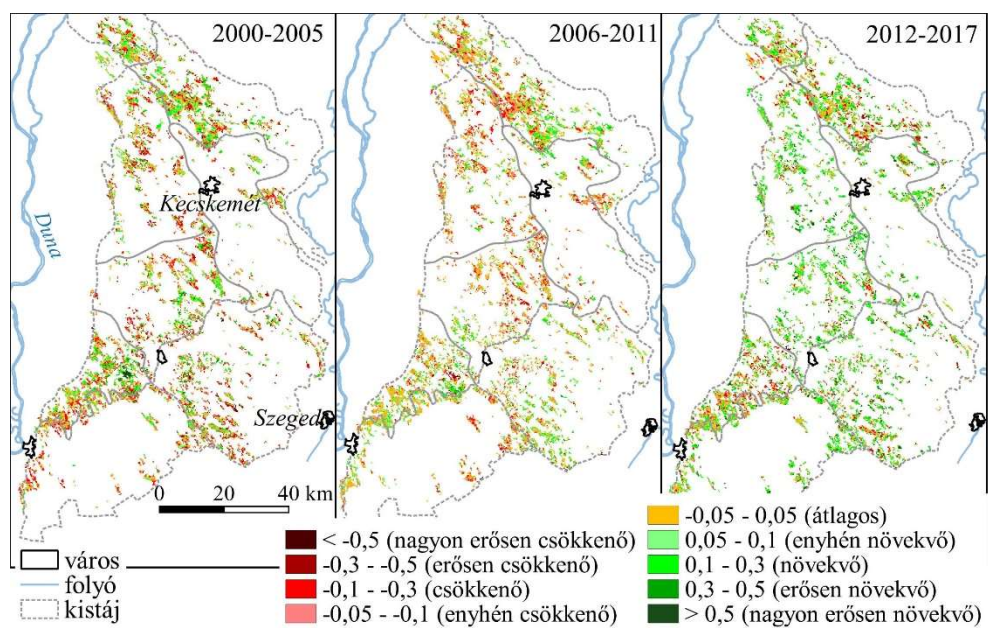 2000-2005
2006-2011
2012-2017
Duna
Kecskemét
Szeged
0 20 40 km
város
folyó
kistáj
< -0,5 (nagyon erősen csökkenő)
-0,3 - -0,5 (erősen csökkenő)
-0,1 - -0,3 (csökkenő)
-0,05 - -0,1 (enyhén csökkenő)
-0,05 - 0,05 (átlagos)
0,05 - 0,1 (enyhén növekvő)
0,1 - 0,3 (növekvő)
0,3 - 0,5 (erősen növekvő)
> 0,5 (nagyon erősen növekvő)